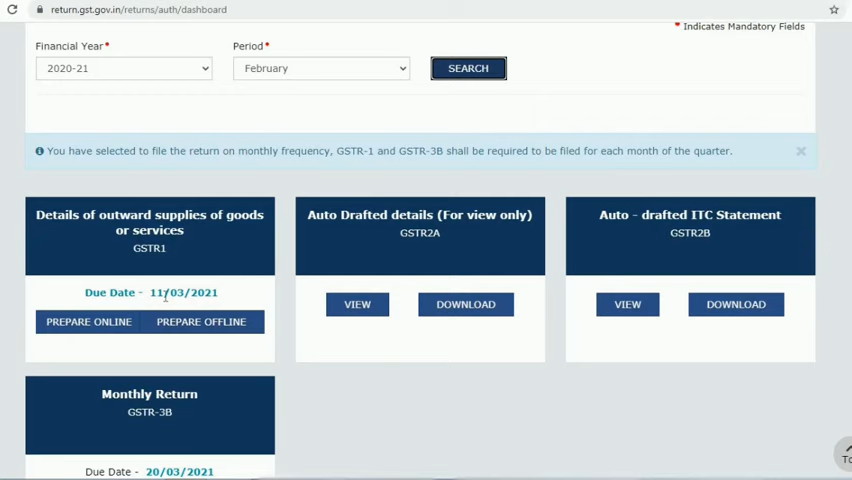 return.gst.gov.in/returns/auth/dashboard
* Indicates Mandatory Fields
Financial Year*
Period*
2020-21
February
SEARCH
You have selected to file the return on monthly frequency, GSTR-1 and GSTR-3B shall be required to be filed for each month of the quarter.
Details of outward supplies of goods
or services
GSTR1
Due Date - 11/03/2021
PREPARE ONLINE
PREPARE OFFLINE
Auto Drafted details (For view only)
GSTR2A
VIEW
DOWNLOAD
Auto - drafted ITC Statement
GSTR2B
VIEW
DOWNLOAD
Monthly Return
GSTR-3B
Due Date - 20/03/2021